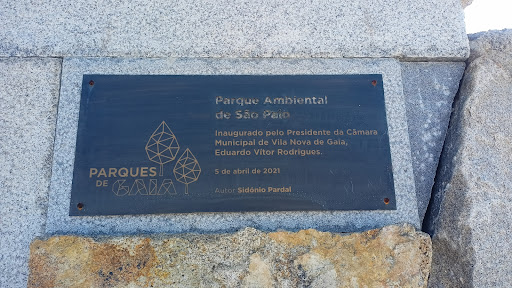 Parque Ambiental
de São Paio
Inaugurado pelo Presidente da Câmara
Municipal de Vila Nova de Gaia,
Eduardo Vítor Rodrigues.
5 de abril de 2021
Autor Sidónio Pardal
PARQUES
DE GAIA